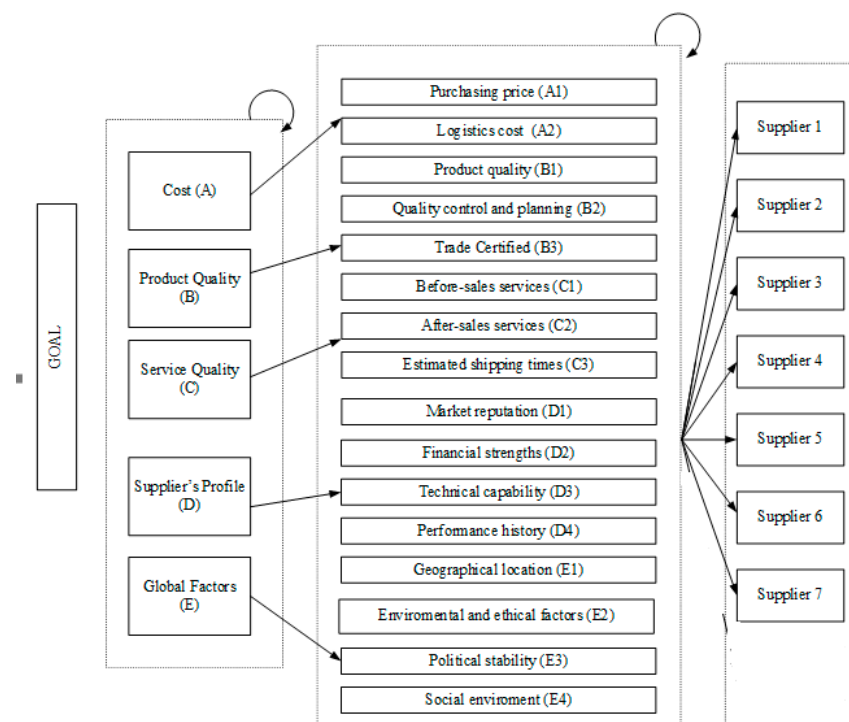 GOAL
Cost (A)
Product Quality
(B)
Service Quality
(C)
Supplier's Profile
(D)
Global Factors
(E)
Purchasing price (A1)
Logistics cost (A2)
Product quality (B1)
Quality control and planning (B2)
Trade Certified (B3)
Before-sales services (C1)
After-sales services (C2)
Estimated shipping times (C3)
Market reputation (D1)
Financial strengths (D2)
Technical capability (D3)
Performance history (D4)
Geographical location (E1)
Enviromental and ethical factors (E2)
Political stability (E3)
Social enviroment (E4)
Supplier 1
Supplier 2
Supplier 3
Supplier 4
Supplier 5
Supplier 6
Supplier 7